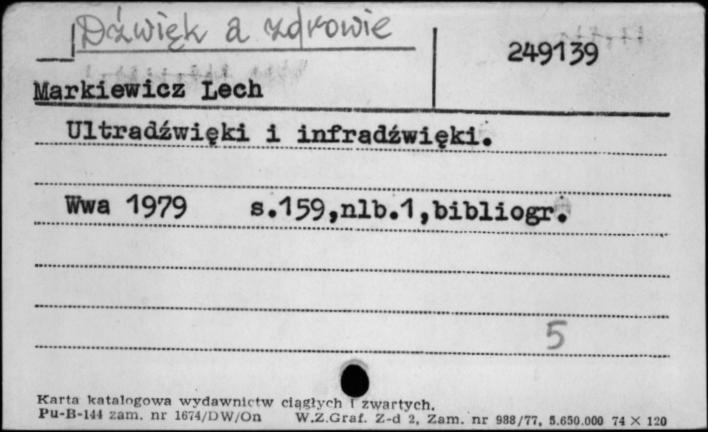 Dźwięk a zdrowie
249139
Markiewicz Lech
Ultradźwięki i infradźwięki.
Wwa 1979 s.159,nlb.1,bibliogr.
5
Karta katalogowa wydawnictw ciągłych i zwartych.
Pu-B-144 zam. nr 1674/DW/On W.Z.Graf. Z-d 2, Zam. nr 988/77, 5.650.000 74 × 120